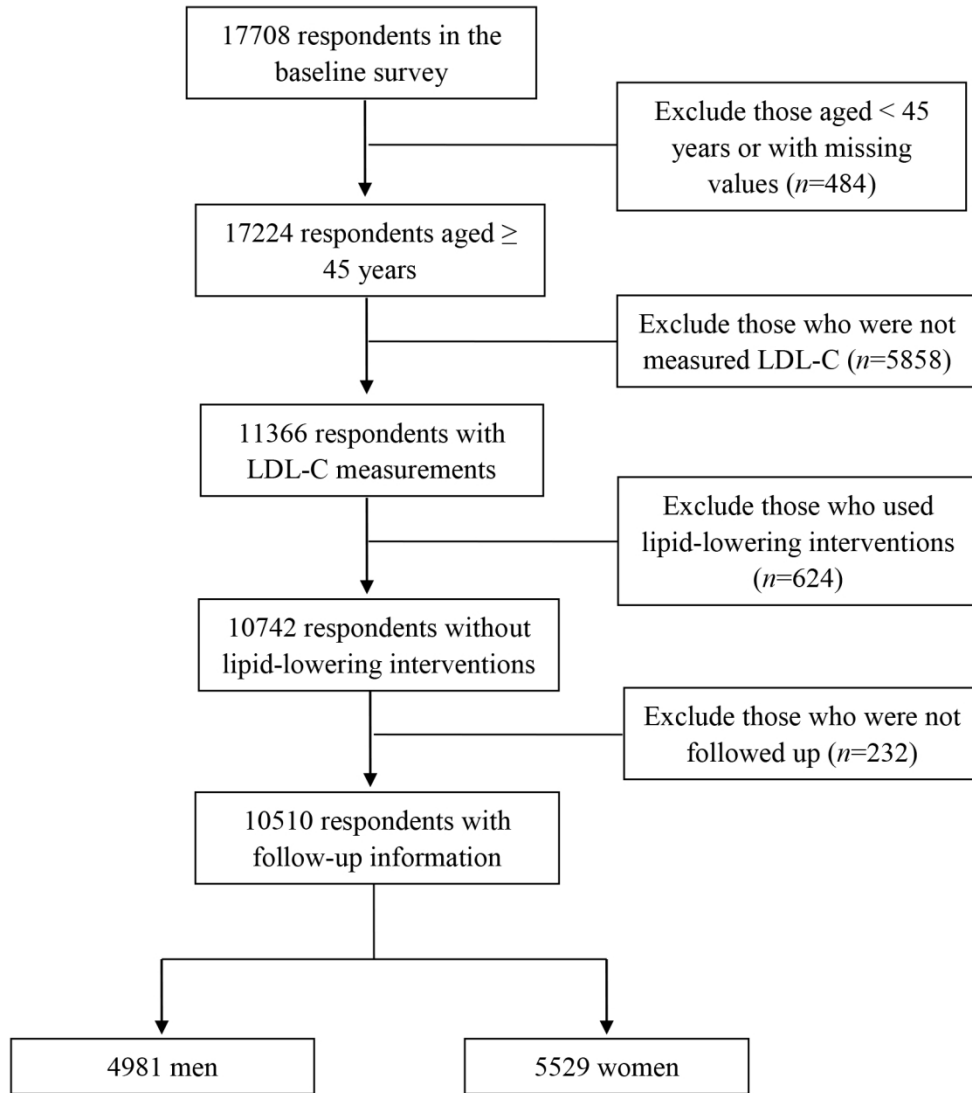 17708 respondents in the
baseline survey
Exclude those aged < 45
years or with missing
values (n=484)
17224 respondents aged ≥
45 years
Exclude those who were not
measured LDL-C (n=5858)
11366 respondents with
LDL-C measurements
Exclude those who used
lipid-lowering interventions
(n=624)
10742 respondents without
lipid-lowering interventions
Exclude those who were not
followed up (n=232)
10510 respondents with
follow-up information
4981 men
5529 women